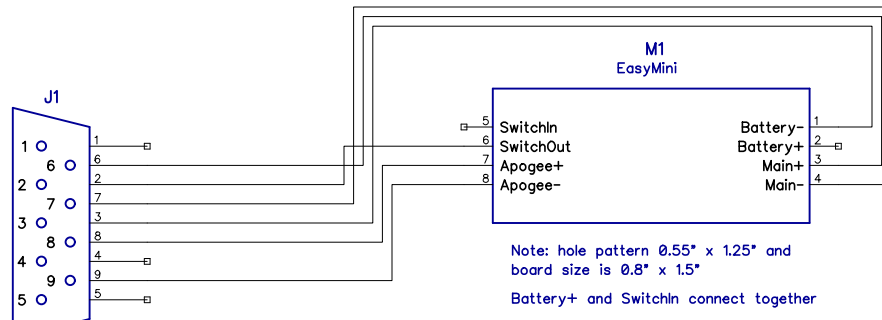 M1
EasyMini
J1
5 SwitchIn
6 SwitchOut
7 Apogee+
8 Apogee-
Battery- 1
Battery+ 2
Main+ 3
Main- 4
1 1
6 6
2 2
7 7
3 3
8 8
4 4
9 9
5 5
Note: hole pattern 0.55" x 1.25" and
board size is 0.8" x 1.5"
Battery+ and SwitchIn connect together